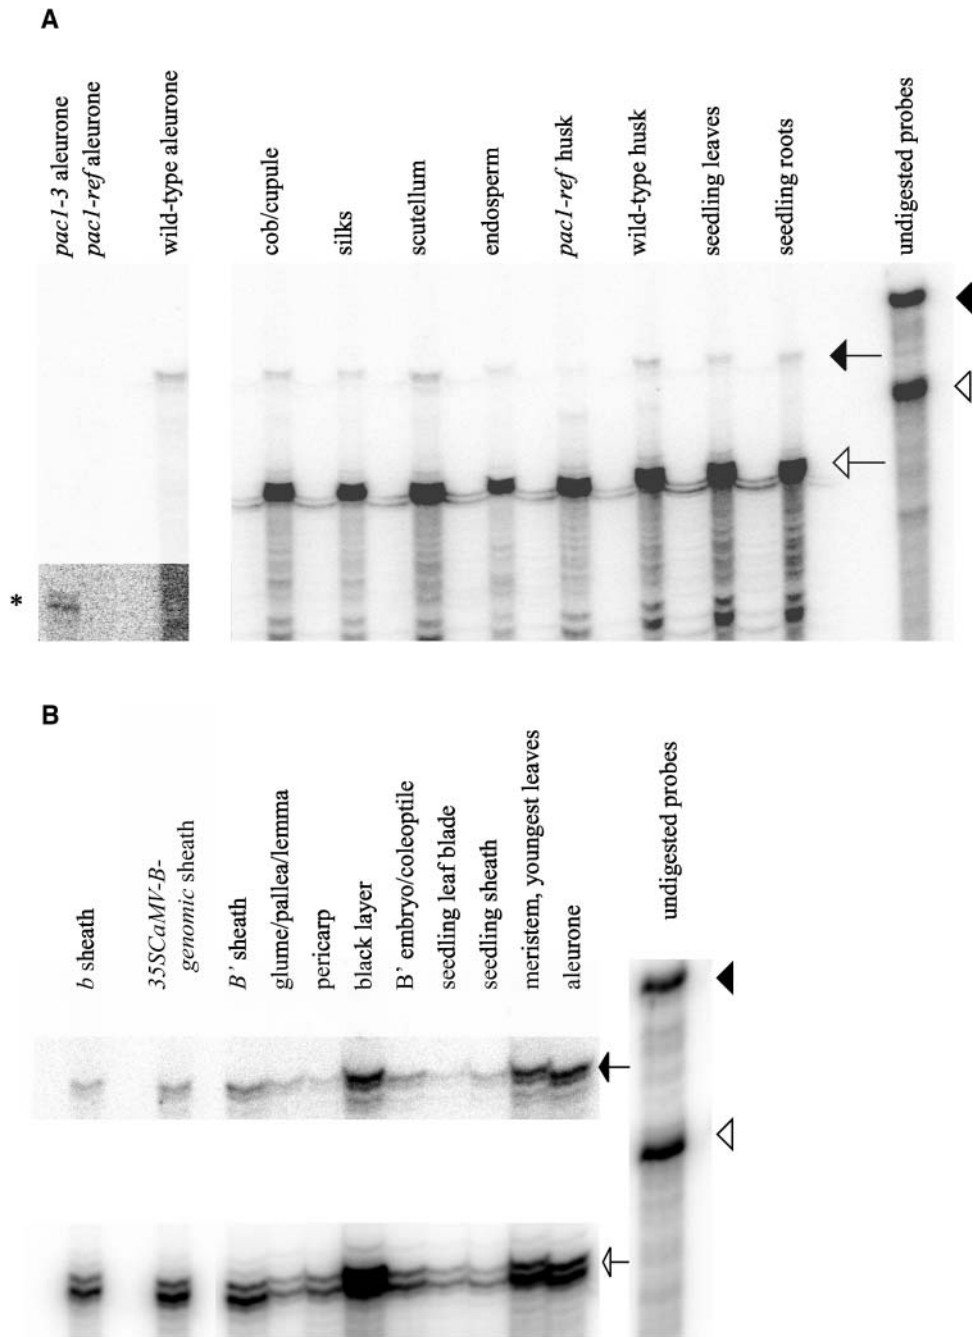 A
pac1-3 aleurone
pac1-ref aleurone
wild-type aleurone
cob/cupule
silks
scutellum
endosperm
pac1-ref husk
wild-type husk
seedling leaves
seedling roots
undigested probes
*
B
b sheath
35SCaMV-B-
genomic sheath
B' sheath
glume/pallea/lemma
pericarp
black layer
B' embryo/coleoptile
seedling leaf blade
seedling sheath
meristem, youngest leaves
aleurone
undigested probes